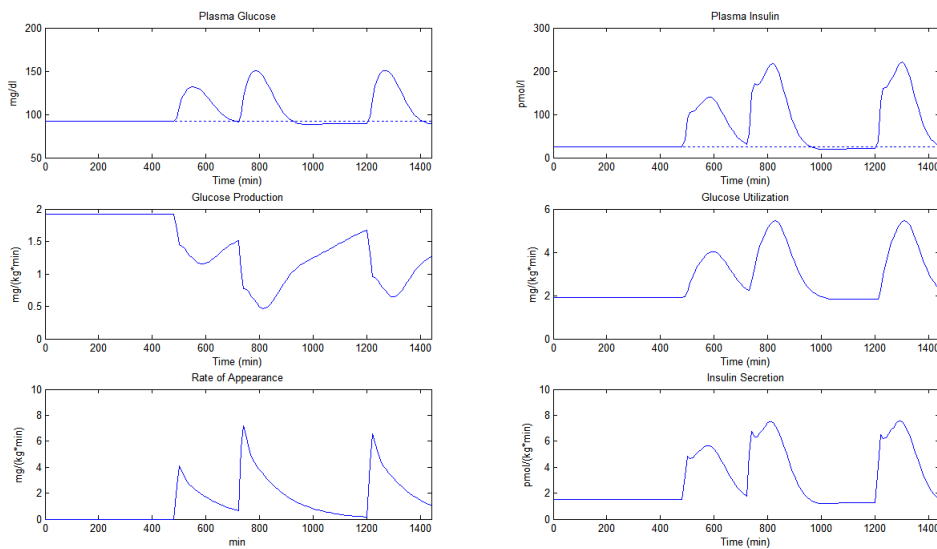 Plasma Glucose
150
100
50
mg/dl
0 200 400 600 800 1000 1200 1400
Time (min)
Plasma Insulin
300
200
100
0
pmol/l
0 200 400 600 800 1000 1200 1400
Time (min)
Glucose Production
2
1.5
1
0.5
0
mg/(kg*min)
0 200 400 600 800 1000 1200 1400
Time (min)
Glucose Utilization
6
4
2
0
mg/(kg*min)
0 200 400 600 800 1000 1200 1400
Time (min)
Rate of Appearance
10
8
6
4
2
0
mg/(kg*min)
0 200 400 600 800 1000 1200 1400
min
Insulin Secretion
10
8
6
4
2
0
pmol/(kg*min)
0 200 400 600 800 1000 1200 1400
Time (min)